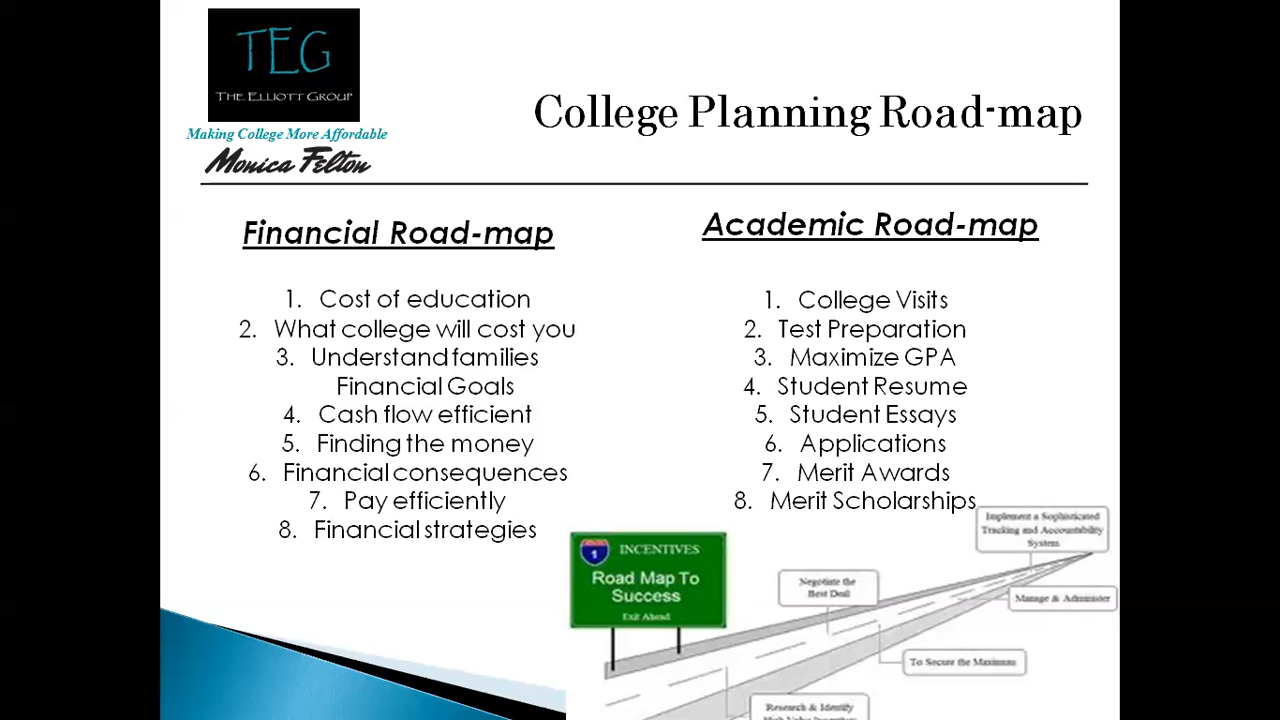 TEG
THE ELLIOTT GROUP
Making College More Affordable
Monica Felton
College Planning Road-map
Financial Road-map
1. Cost of education
2. What college will cost you
3. Understand families
Financial Goals
4. Cash flow efficient
5. Finding the money
6. Financial consequences
7. Pay efficiently
8. Financial strategies
Academic Road-map
1. College Visits
2. Test Preparation
3. Maximize GPA
4. Student Resume
5. Student Essays
6. Applications
7. Merit Awards
8. Merit Scholarships
1 INCENTIVES
Road Map To
Success
Exit Ahead
Implement a Sophisticated
Tracking and Accountability
System
Negotiate the
Best Deal
Manage & Administer
To Secure the Maximum
Research & Identify